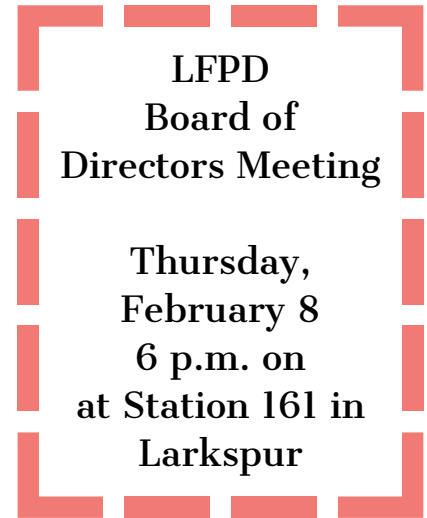 LFPD
Board of
Directors Meeting
Thursday,
February 8
6 p.m. on
at Station 161 in
Larkspur